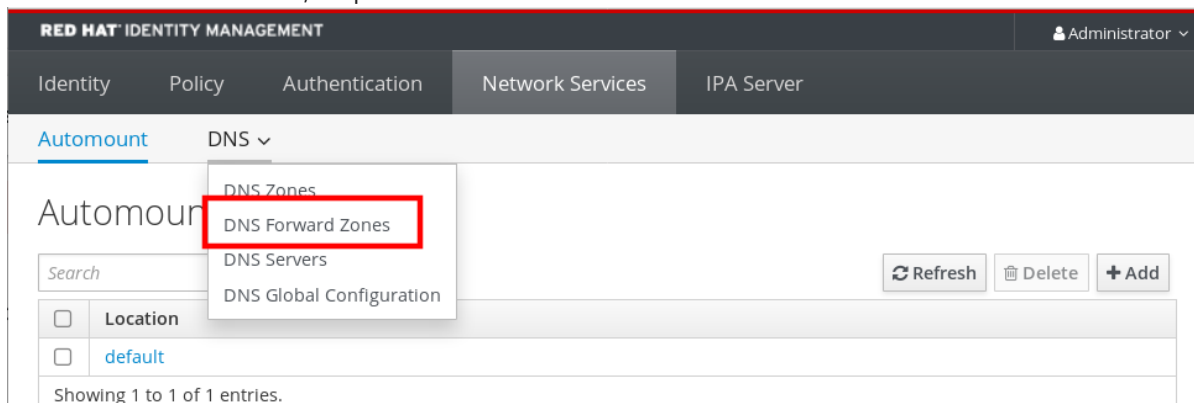 RED HAT® IDENTITY MANAGEMENT
Administrator
Identity Policy Authentication Network Services IPA Server
Automount DNS
DNS Zones
DNS Forward Zones
DNS Servers
DNS Global Configuration
Search
Refresh Delete Add
Location
default
Showing 1 to 1 of 1 entries.